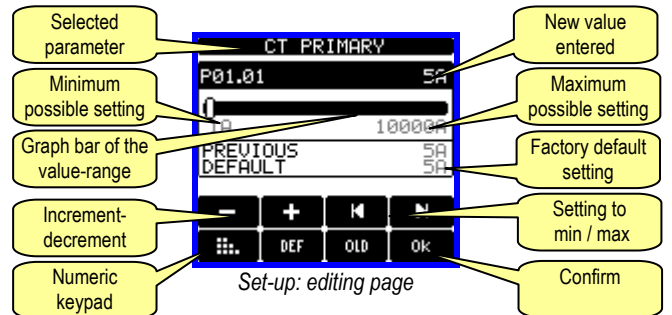 Selected
parameter
CT PRIMARY
New value
entered
P01.01 5A
Minimum
possible setting
Maximum
possible setting
1A 10000A
Graph bar of the
value-range
PREVIOUS 5A
DEFAULT 5A
Factory default
setting
Increment-
decrement
- +
Setting to
min / max
DEF OLD Ok
Numeric
keypad
Set-up: editing page
Confirm